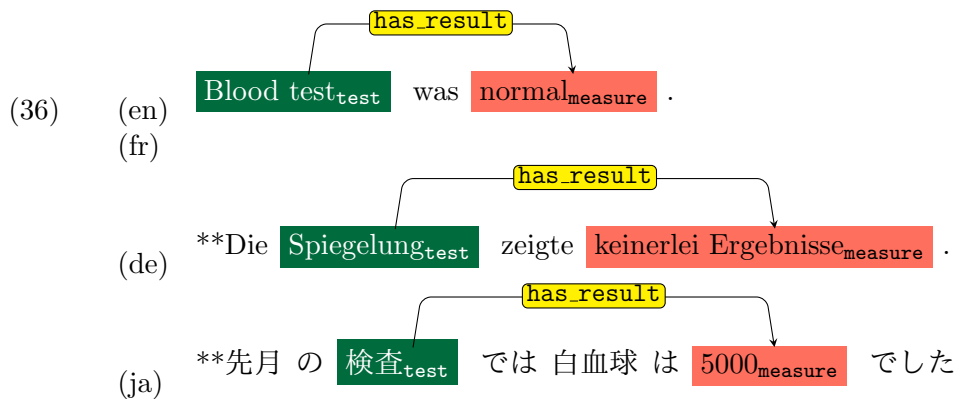 has_result
(36) (en) Blood test test was normal measure .
(fr)
has_result
(de) **Die Spiegelung test zeigte keinerlei Ergebnisse measure .
has_result
(ja) **先月 の 検査 test では 白血球 は 5000 measure でした